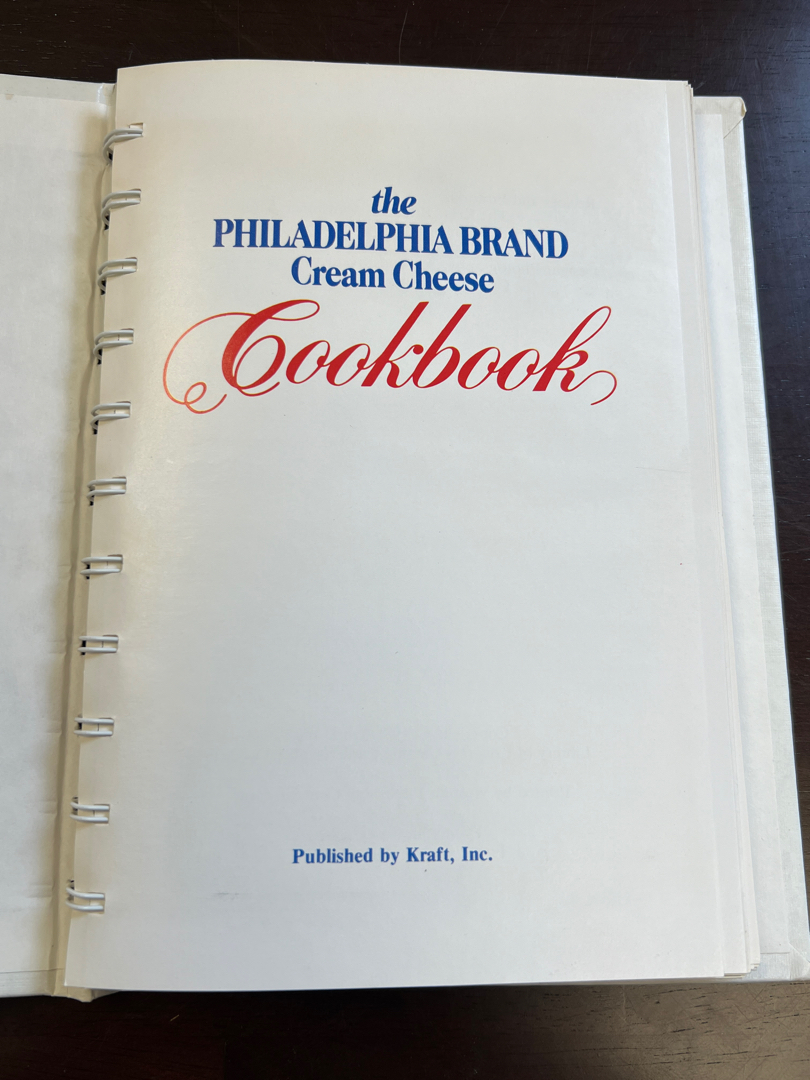 the
PHILADELPHIA BRAND
Cream Cheese
Cookbook
Published by Kraft, Inc.